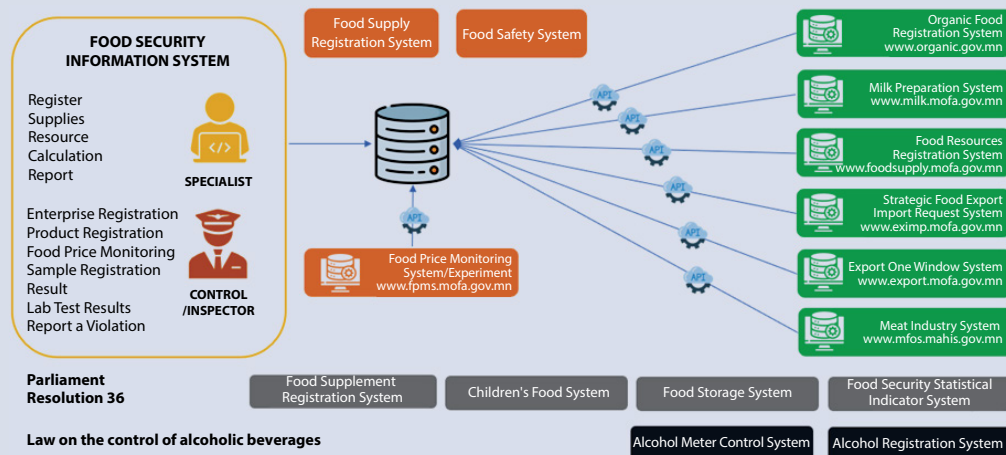 FOOD SECURITY
INFORMATION SYSTEM
Register
Supplies
Resource
Calculation
Report
SPECIALIST
Enterprise Registration
Product Registration
Food Price Monitoring
Sample Registration
Result
Lab Test Results
Report a Violation
CONTROL
/INSPECTOR
Food Supply
Registration System
Food Safety System
API
Food Price Monitoring
System/Experiment
www.fpms.mofa.gov.mn
API
API
API
API
API
API
Organic Food
Registration System
www.organic.gov.mn
Milk Preparation System
www.milk.mofa.gov.mn
Food Resources
Registration System
www.foodsupply.mofa.gov.mn
Strategic Food Export
Import Request System
www.eximp.mofa.gov.mn
Export One Window System
www.export.mofa.gov.mn
Meat Industry System
www.mfos.mahis.gov.mn
Parliament
Resolution 36
Food Supplement
Registration System
Children's Food System
Food Storage System
Food Security Statistical
Indicator System
Law on the control of alcoholic beverages
Alcohol Meter Control System
Alcohol Registration System